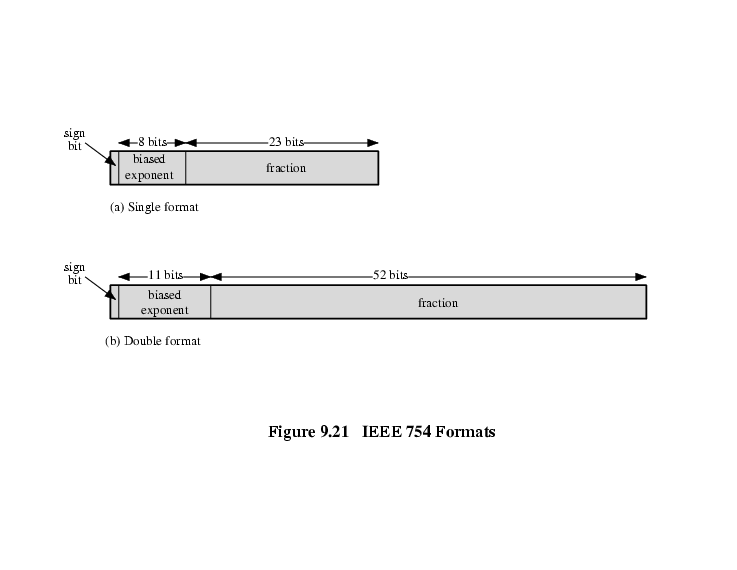 sign
bit
8 bits
23 bits
biased
exponent
fraction
(a) Single format
sign
bit
11 bits
52 bits
biased
exponent
fraction
(b) Double format
Figure 9.21 IEEE 754 Formats